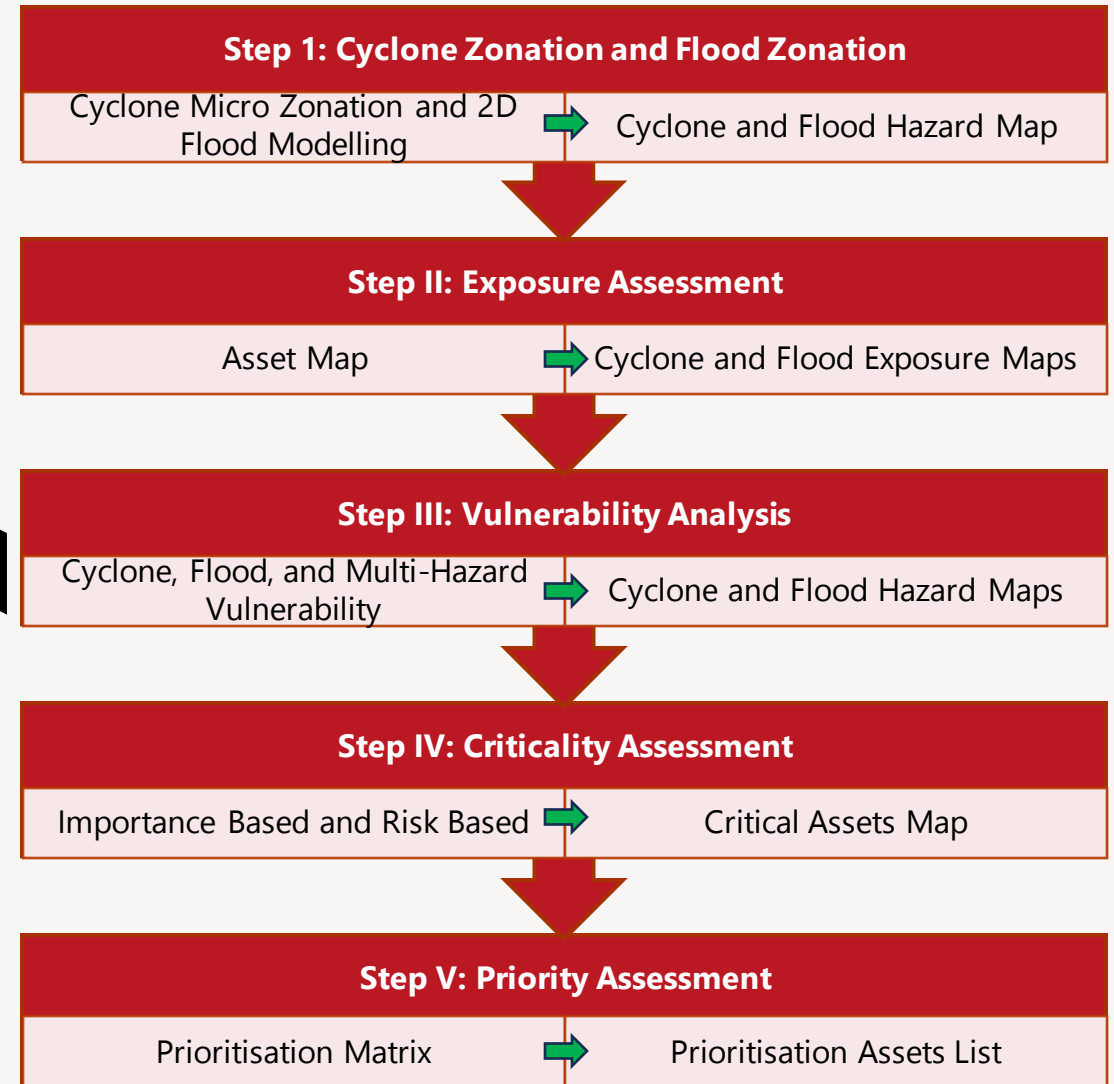 Step 1: Cyclone Zonation and Flood Zonation
Cyclone Micro Zonation and 2D
Flood Modelling
Cyclone and Flood Hazard Map
Step II: Exposure Assessment
Asset Map
Cyclone and Flood Exposure Maps
Step III: Vulnerability Analysis
Cyclone, Flood, and Multi-Hazard
Vulnerability
Cyclone and Flood Hazard Maps
Step IV: Criticality Assessment
Importance Based and Risk Based
Critical Assets Map
Step V: Priority Assessment
Prioritisation Matrix
Prioritisation Assets List